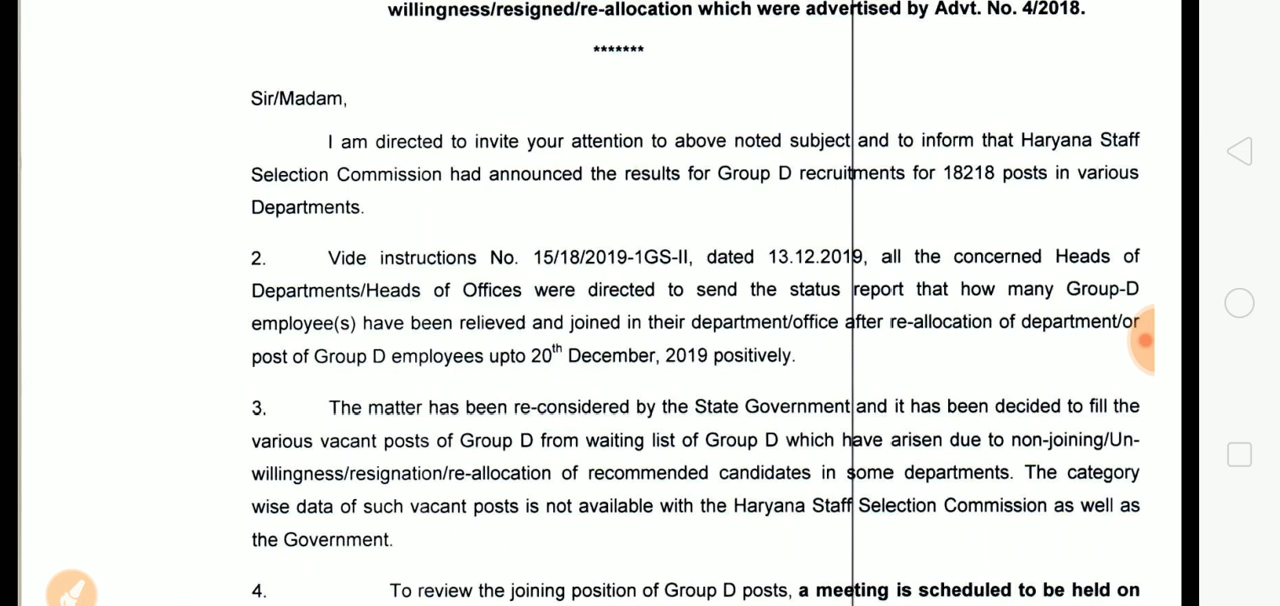 willingness/resigned/re-allocation which were advertised by Advt. No. 4/2018.
*******
Sir/Madam,
I am directed to invite your attention to above noted subject and to inform that Haryana Staff
Selection Commission had announced the results for Group D recruitments for 18218 posts in various
Departments.
2. Vide instructions No. 15/18/2019-1GS-II, dated 13.12.2019, all the concerned Heads of
Departments/Heads of Offices were directed to send the status report that how many Group-D
employee(s) have been relieved and joined in their department/office after re-allocation of department/or
post of Group D employees upto 20th December, 2019 positively.
3. The matter has been re-considered by the State Government and it has been decided to fill the
various vacant posts of Group D from waiting list of Group D which have arisen due to non-joining/Un-
willingness/resignation/re-allocation of recommended candidates in some departments. The category
wise data of such vacant posts is not available with the Haryana Staff Selection Commission as well as
the Government.
4. To review the joining position of Group D posts, a meeting is scheduled to be held on